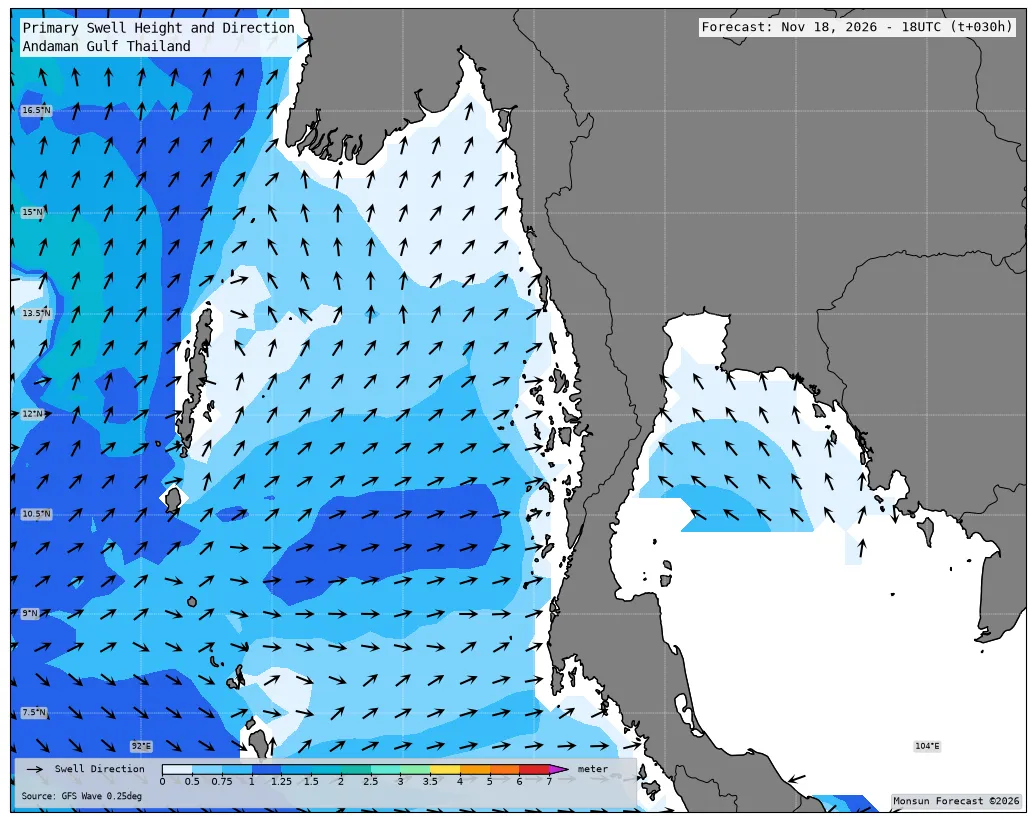 Primary Swell Height and Direction
Andaman Gulf Thailand
Forecast: Nov 18, 2026 - 18UTC (t+030h)
16.5°N
15°N
13.5°N
12°N
10.5°N
9°N
7.5°N
92°E
104°E
Swell Direction
0 0.5 0.75 1 1.25 1.5 2 2.5 3 3.5 4 5 6 7
meter
Source: GFS Wave 0.25deg
Monsun Forecast ©2026